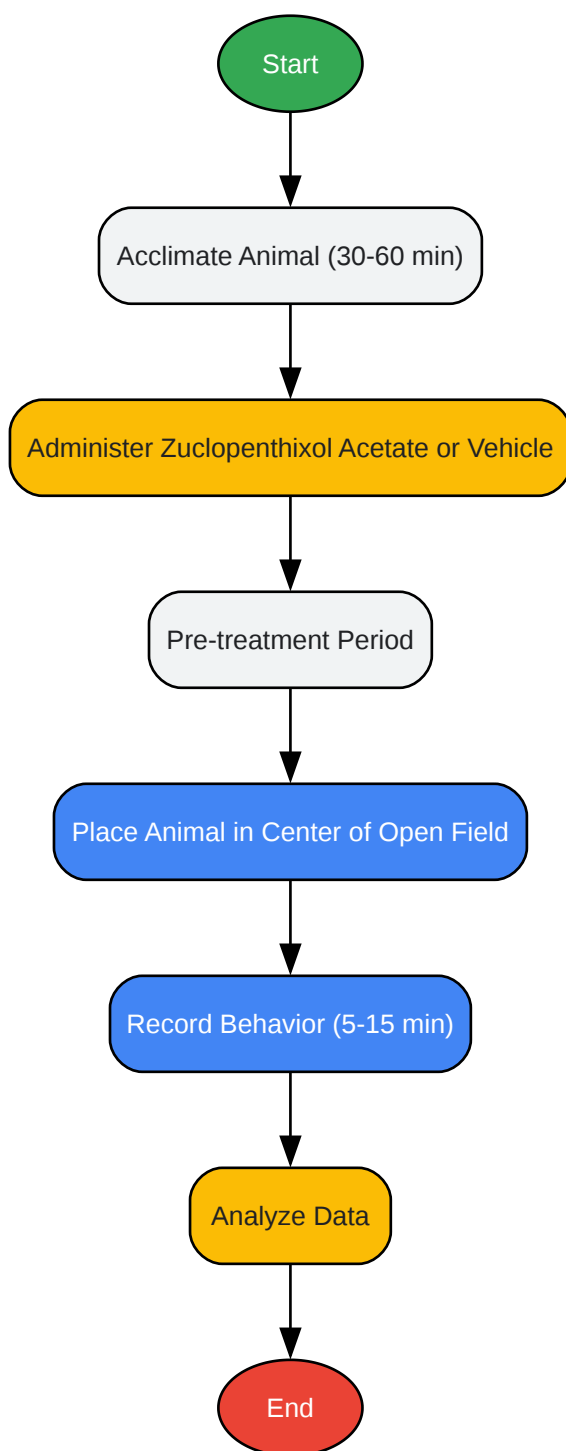 Start
Acclimate Animal (30-60 min)
Administer Zuclopenthixol Acetate or Vehicle
Pre-treatment Period
Place Animal in Center of Open Field
Record Behavior (5-15 min)
Analyze Data
End